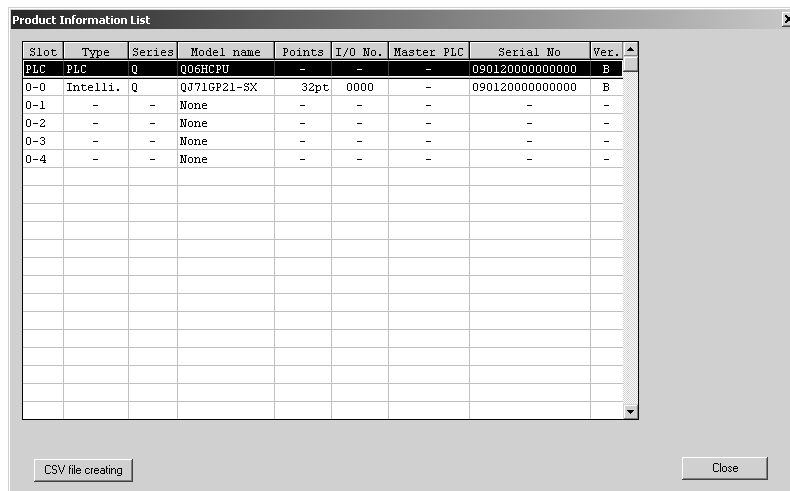 Product Information List
Slot Type Series Model name Points I/O No. Master PLC Serial No Ver.
PLC PLC Q Q06HCPU - - - 090120000000000 B
0-0 Intelli. Q QJ71GP21-SX 32pt 0000 - 090120000000000 B
0-1 - - None - - - - -
0-2 - - None - - - - -
0-3 - - None - - - - -
0-4 - - None - - - - -
CSV file creating
Close